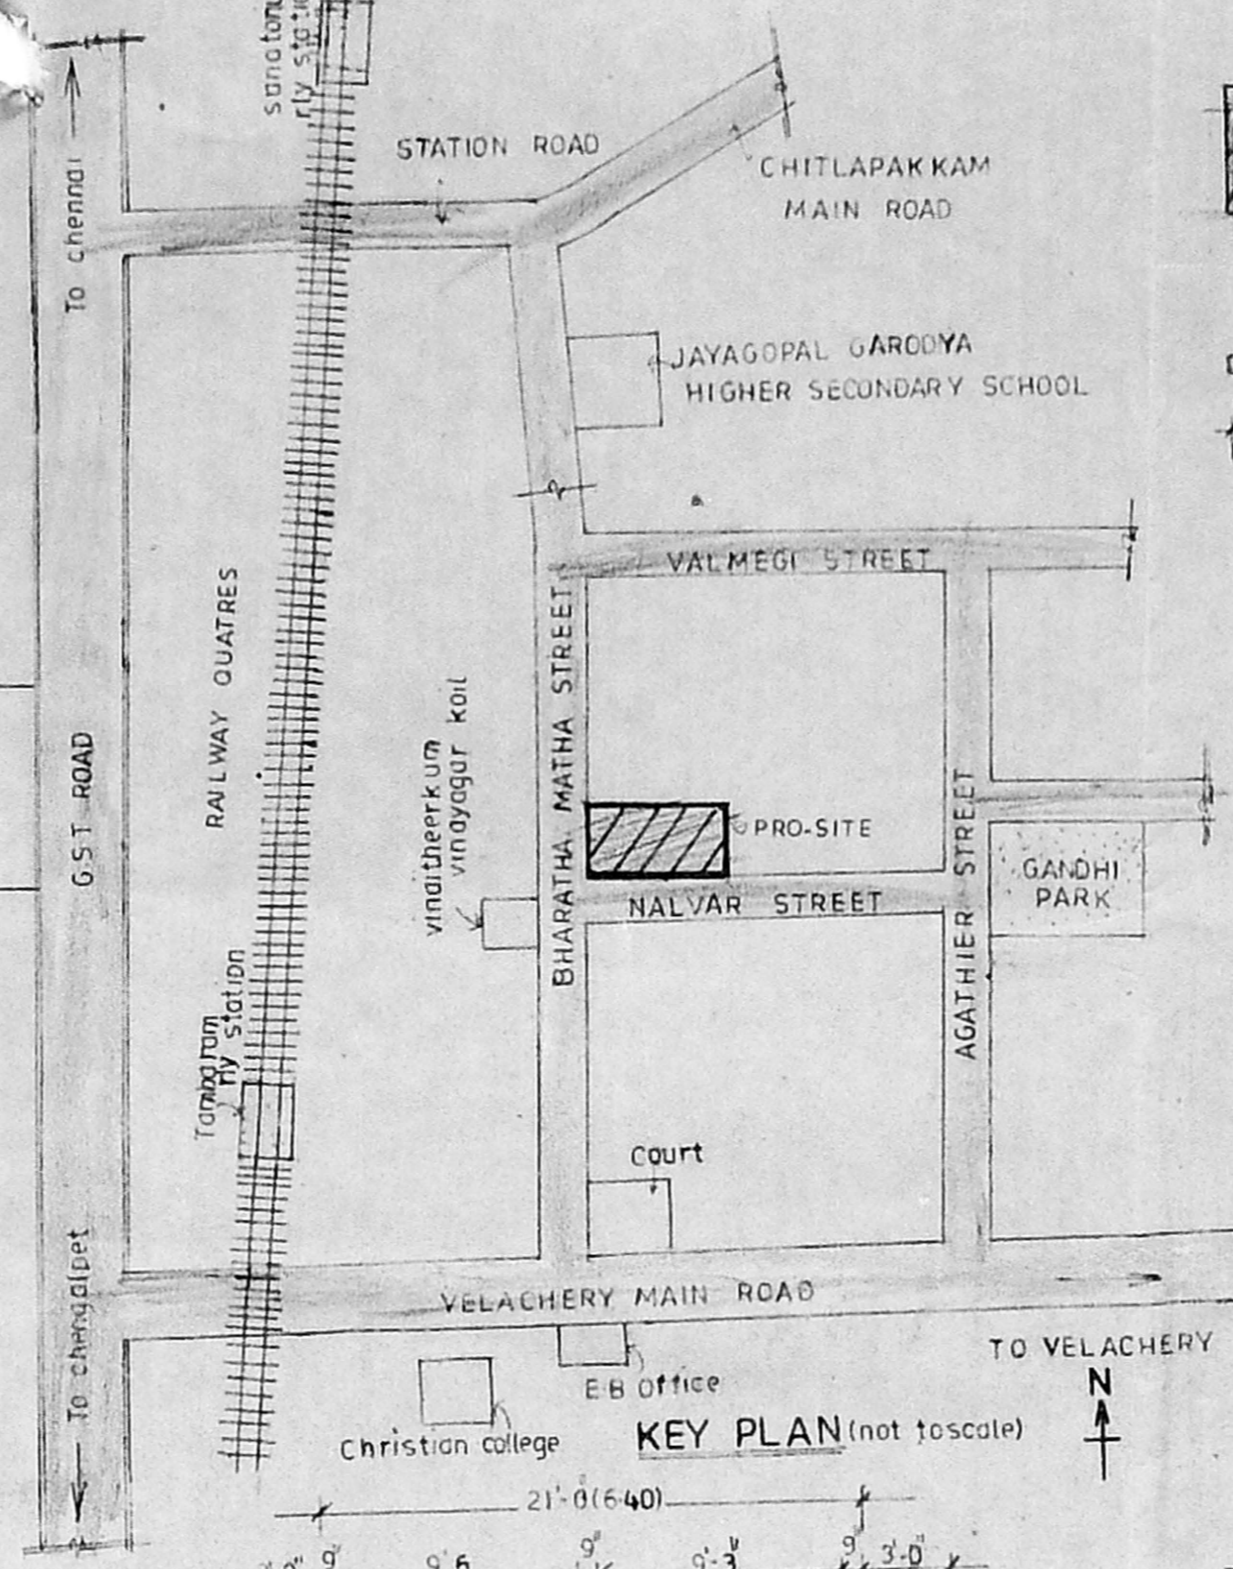 sanatoriu
rly statio
To chennai
STATION ROAD
CHITLAPAKKAM
MAIN ROAD
JAYAGOPAL GARODYA
HIGHER SECONDARY SCHOOL
VALMEGI STREET
RAILWAY QUATRES
G.S.T ROAD
BHARATHA MATHA STREET
vinaitheerkum
vinayagar koil
PRO-SITE
NALVAR STREET
AGATHIER STREET
GANDHI
PARK
Tambaram
rly station
Court
VELACHERY MAIN ROAD
To chengalpet
TO VELACHERY
N
E·B Office
Christian college
KEY PLAN (not toscale)
21'-0(6·40)
9" 9'6 9" 9'-3" 9" 3'-0"